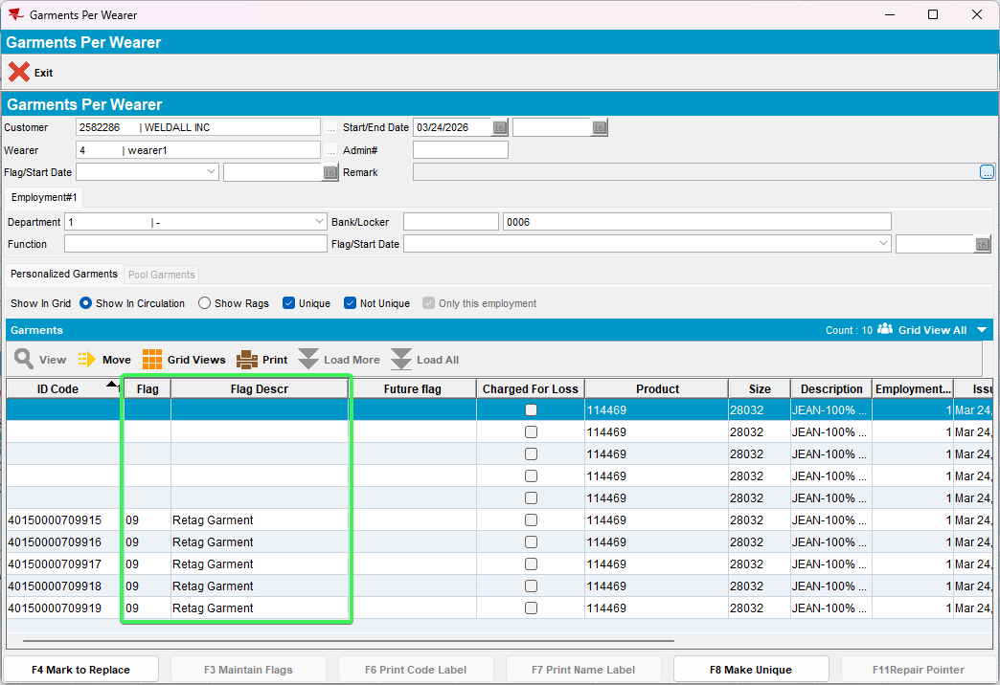 Garments Per Wearer
Garments Per Wearer
Exit
Garments Per Wearer
Customer 2582286 | WELDALL INC ... Start/End Date 03/24/2026 16 16
Wearer 4 | wearer1 ... Admin#
Flag/Start Date 16 Remark ...
Employment#1
Department 1 | - Bank/Locker 0006
Function Flag/Start Date 16
Personalized Garments Pool Garments
Show In Grid Show In Circulation Show Rags Unique Not Unique Only this employment
Garments Count : 10 Grid View All
View Move Grid Views Print Load More Load All
ID Code 1 Flag Flag Descr Future flag Charged For Loss Product Size Description Employment... Issu
114469 28032 JEAN-100% ... 1 Mar 24,
114469 28032 JEAN-100% ... 1 Mar 24,
114469 28032 JEAN-100% ... 1 Mar 24,
114469 28032 JEAN-100% ... 1 Mar 24,
114469 28032 JEAN-100% ... 1 Mar 24,
40150000709915 09 Retag Garment 114469 28032 JEAN-100% ... 1 Mar 24,
40150000709916 09 Retag Garment 114469 28032 JEAN-100% ... 1 Mar 24,
40150000709917 09 Retag Garment 114469 28032 JEAN-100% ... 1 Mar 24,
40150000709918 09 Retag Garment 114469 28032 JEAN-100% ... 1 Mar 24,
40150000709919 09 Retag Garment 114469 28032 JEAN-100% ... 1 Mar 24,
F4 Mark to Replace F3 Maintain Flags F6 Print Code Label F7 Print Name Label F8 Make Unique F11Repair Pointer